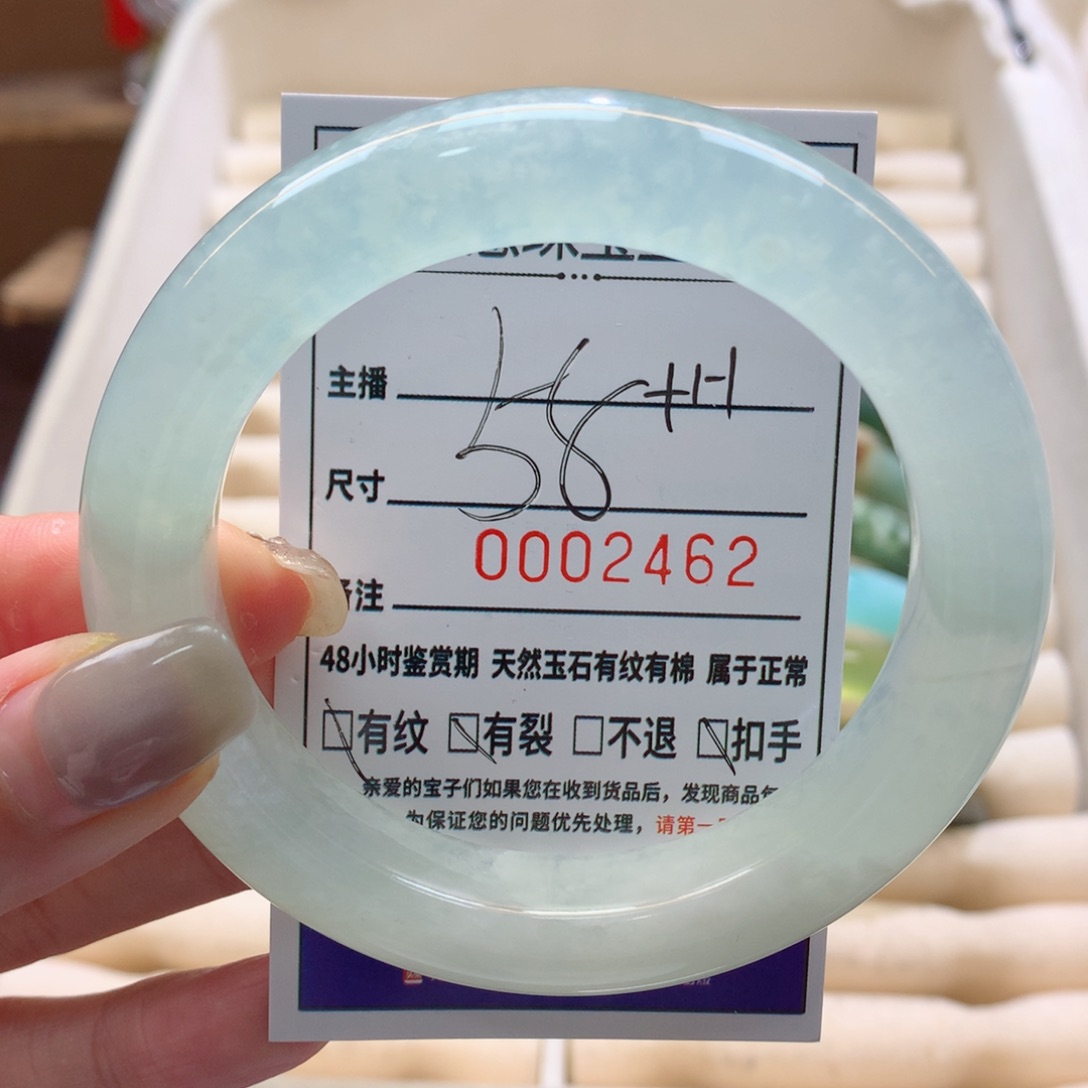 主播
58+H
尺寸
0002462
注
48小时鉴赏期 天然玉石有纹有棉 属于正常
有纹 有裂 不退 扣手
亲爱的宝子们如果您在收到货品后，发现商品
为保证您的问题优先处理，请第一